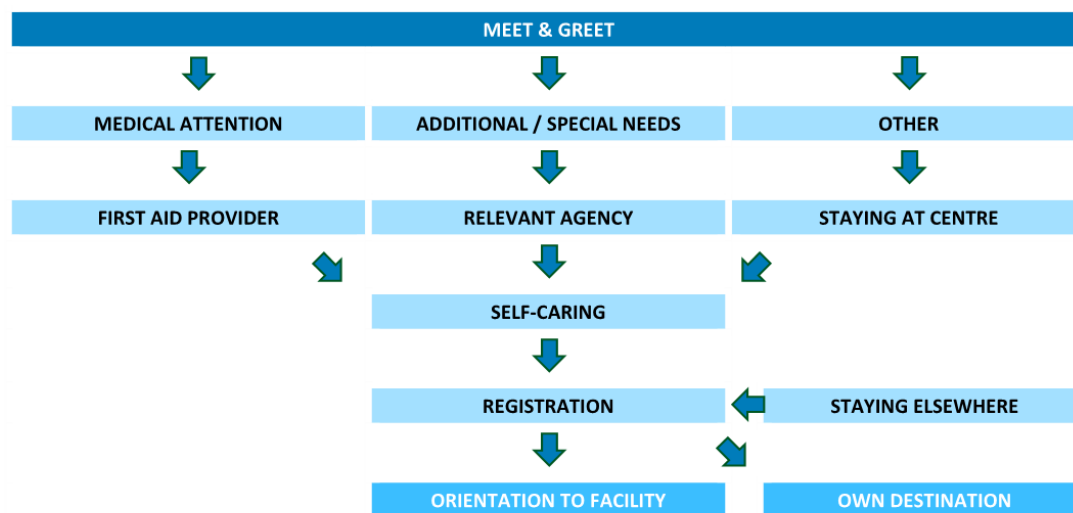 MEET & GREET
MEDICAL ATTENTION
ADDITIONAL / SPECIAL NEEDS
OTHER
FIRST AID PROVIDER
RELEVANT AGENCY
STAYING AT CENTRE
SELF-CARING
REGISTRATION
STAYING ELSEWHERE
ORIENTATION TO FACILITY
OWN DESTINATION